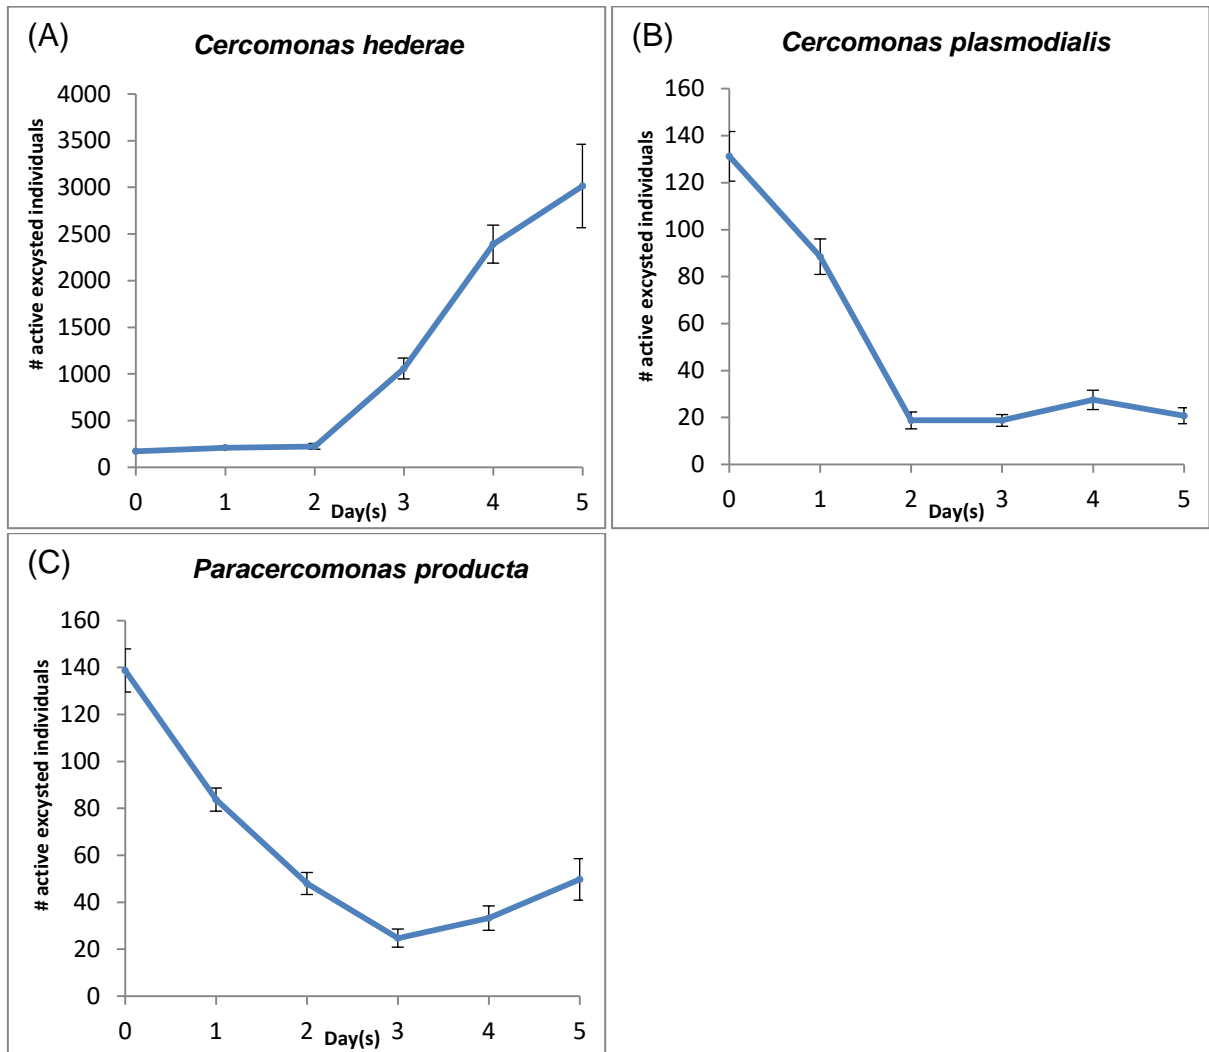 (A)
Cercomonas hederae
# active excysted individuals
4000
3500
3000
2500
2000
1500
1000
500
0
0 1 2 3 4 5
Day(s)
(B)
Cercomonas plasmodialis
# active excysted individuals
160
140
120
100
80
60
40
20
0
0 1 2 3 4 5
Day(s)
(C)
Paracercomonas producta
# active excysted individuals
160
140
120
100
80
60
40
20
0
0 1 2 3 4 5
Day(s)